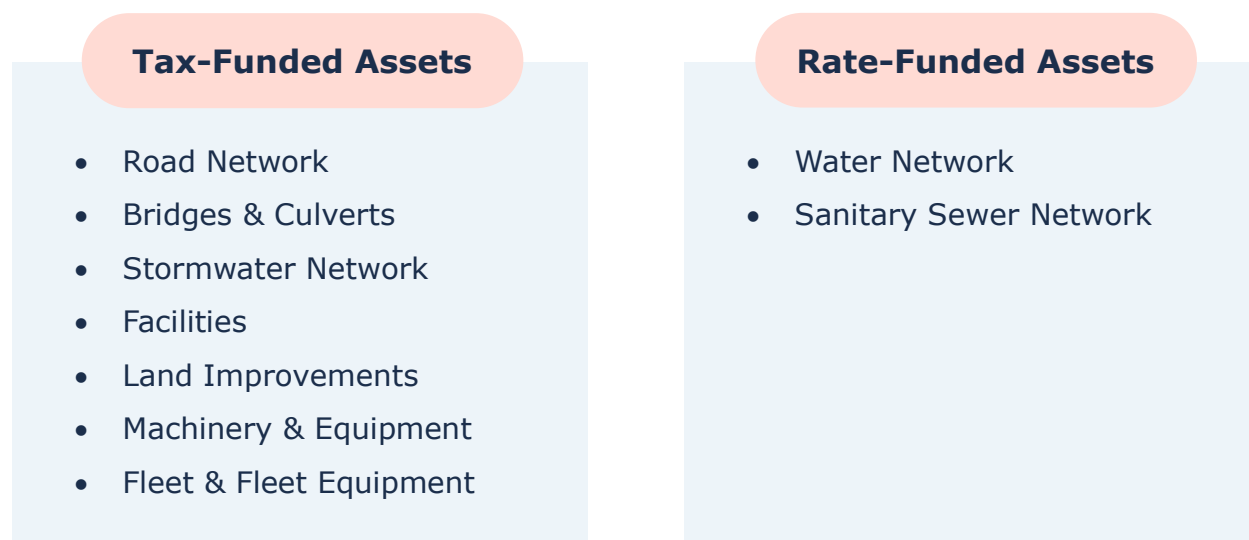 Tax-Funded Assets
• Road Network
• Bridges & Culverts
• Stormwater Network
• Facilities
• Land Improvements
• Machinery & Equipment
• Fleet & Fleet Equipment
Rate-Funded Assets
• Water Network
• Sanitary Sewer Network